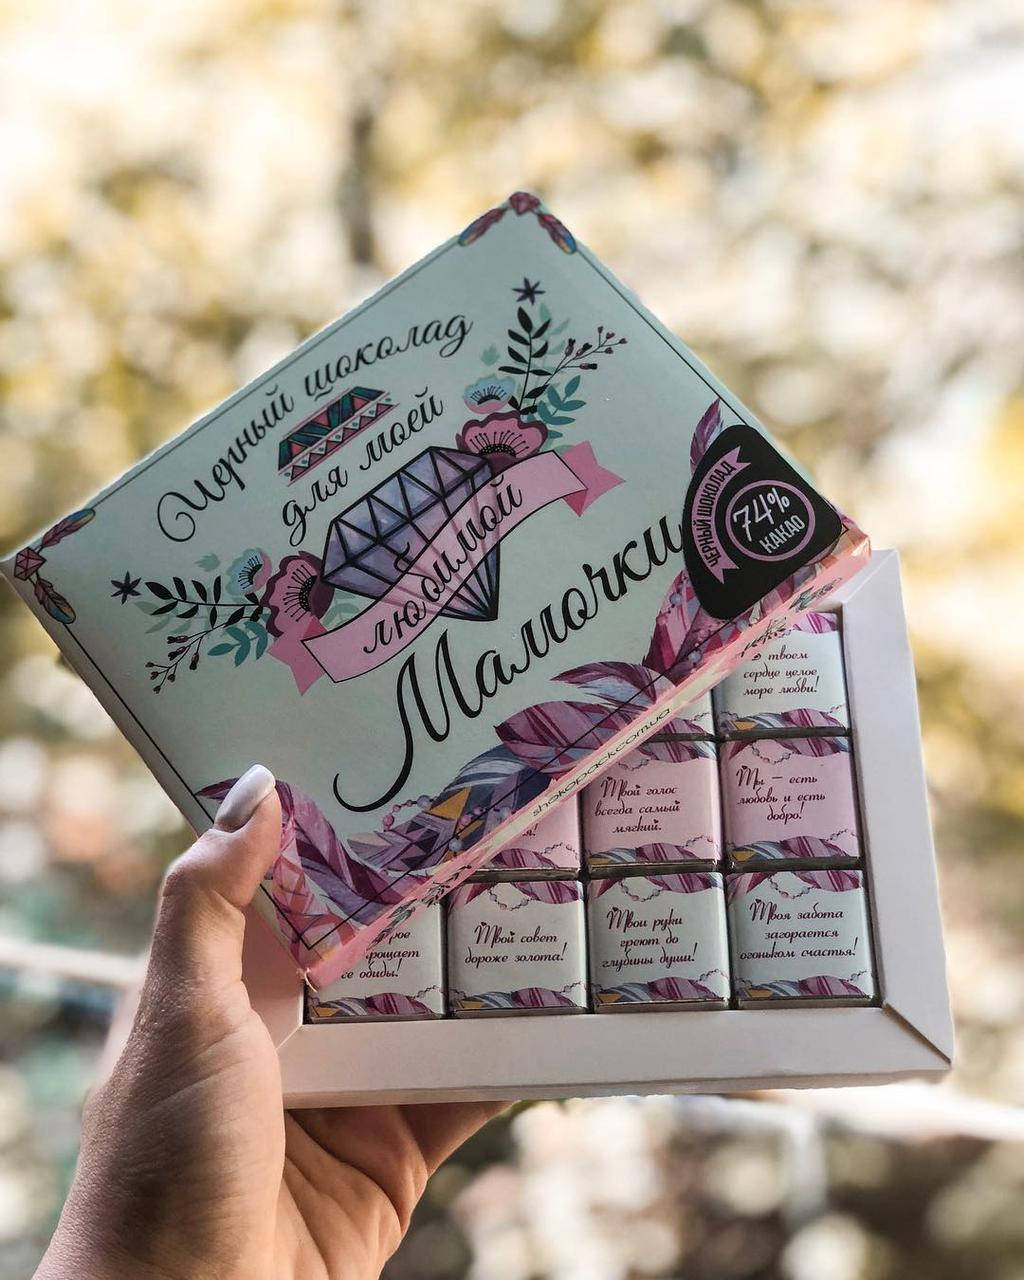 Черный шоколад
для моей
любимой
Мамочки
ЧЕРНЫЙ ШОКОЛАД
74%
КАКАО
shokopack.com.ua
твоем
сердце целое
море любви!
Твой голос
всегда самый
мягкий.
Ты – есть
любовь и есть
добро!
обиды!
Твой совет
дороже золота!
Твои руки
греют до
глубины души!
Твоя забота
загорается
огоньком счастья!